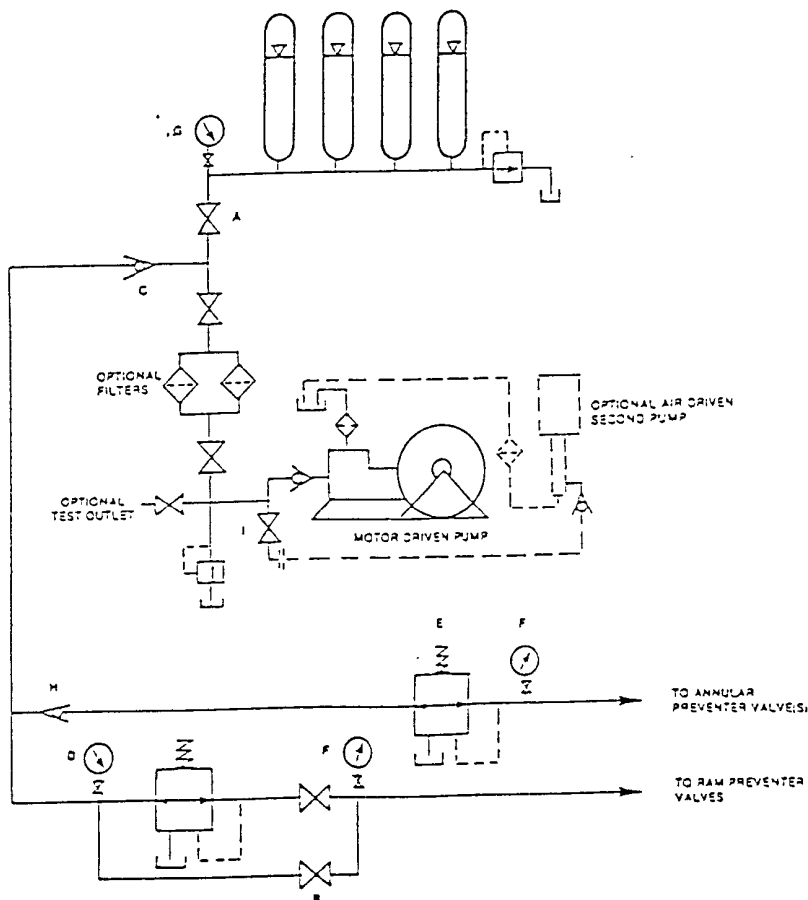 A
C
OPTIONAL
FILTERS
OPTIONAL AIR DRIVEN
SECOND PUMP
OPTIONAL
TEST OUTLET
I
MOTOR DRIVEN PUMP
E
F
H
TO ANNULAR
PREVENTER VALVE(S)
D
F
TO RAM PREVENTER
VALVES